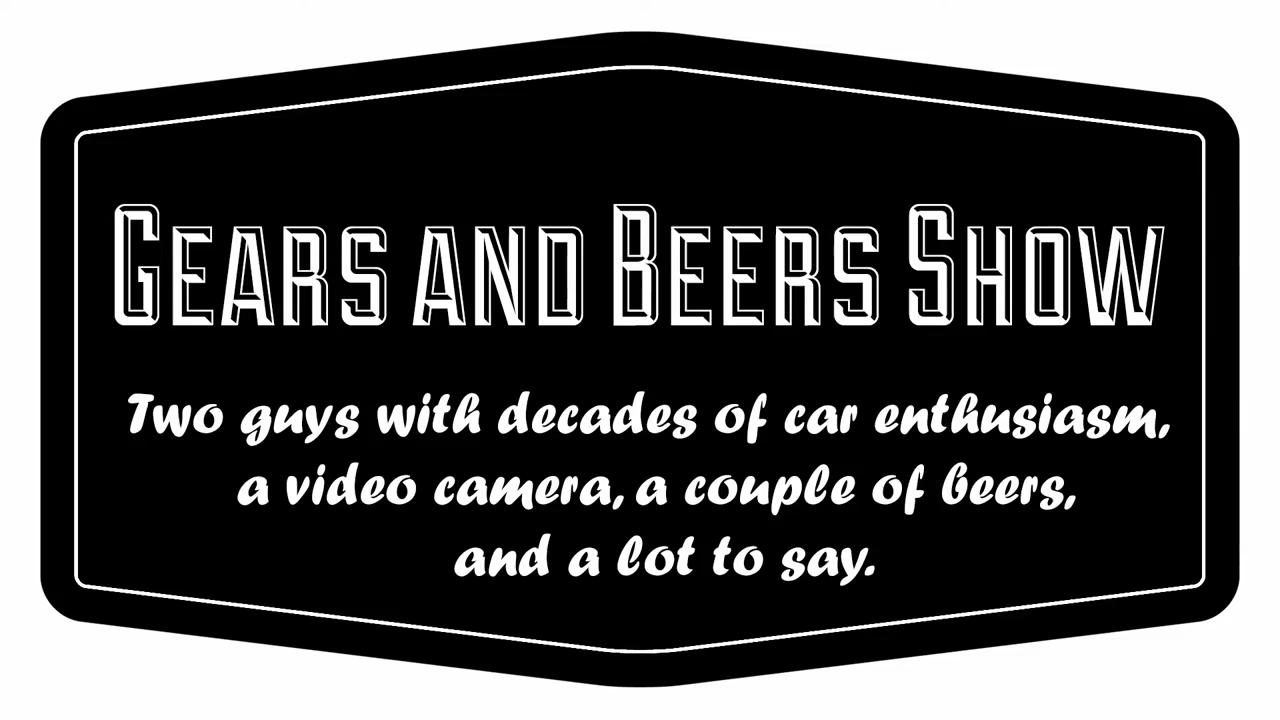 Gears and Beers Show
Two guys with decades of car enthusiasm,
a video camera, a couple of beers,
and a lot to say.